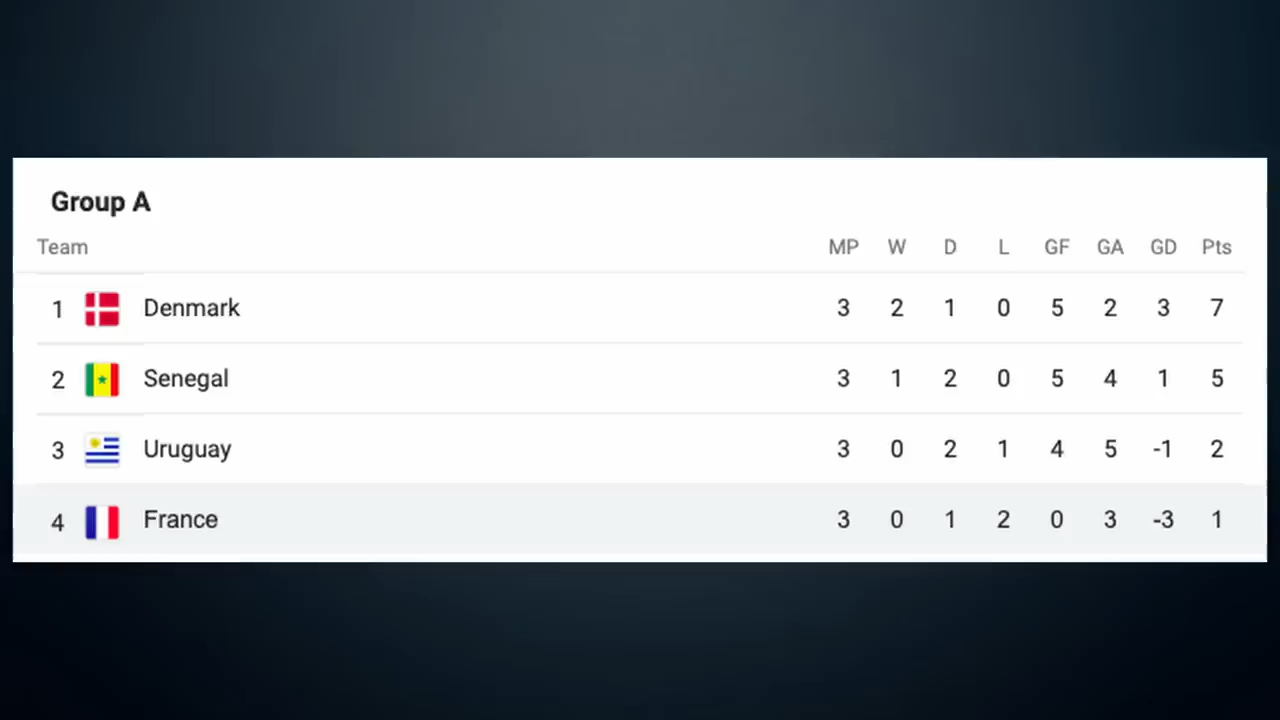 Group A
Team MP W D L GF GA GD Pts
1 Denmark 3 2 1 0 5 2 3 7
2 Senegal 3 1 2 0 5 4 1 5
3 Uruguay 3 0 2 1 4 5 -1 2
4 France 3 0 1 2 0 3 -3 1